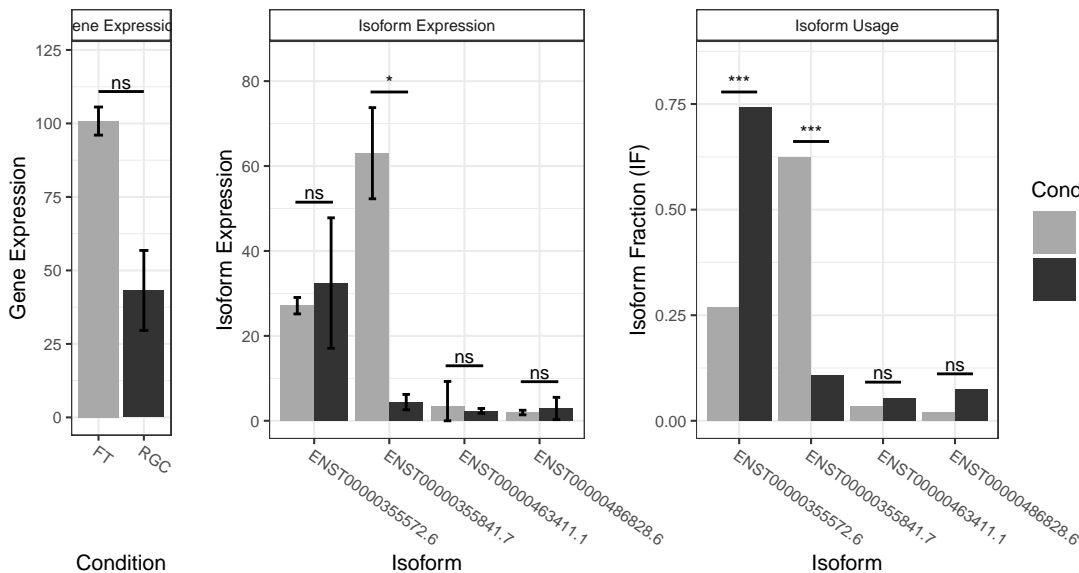 ene Expressio
Isoform Expression
Isoform Usage
Gene Expression
125
100
75
50
25
0
ns
FT
RGC
Condition
Isoform Expression
80
60
40
20
0
ns
*
ns
ns
ENST00000355572.6
ENST00000355841.7
ENST00000463411.1
ENST00000486828.6
Isoform
Isoform Fraction (IF)
0.75
0.50
0.25
0.00
***
***
ns
ns
ENST00000355572.6
ENST00000355841.7
ENST00000463411.1
ENST00000486828.6
Isoform
Cond